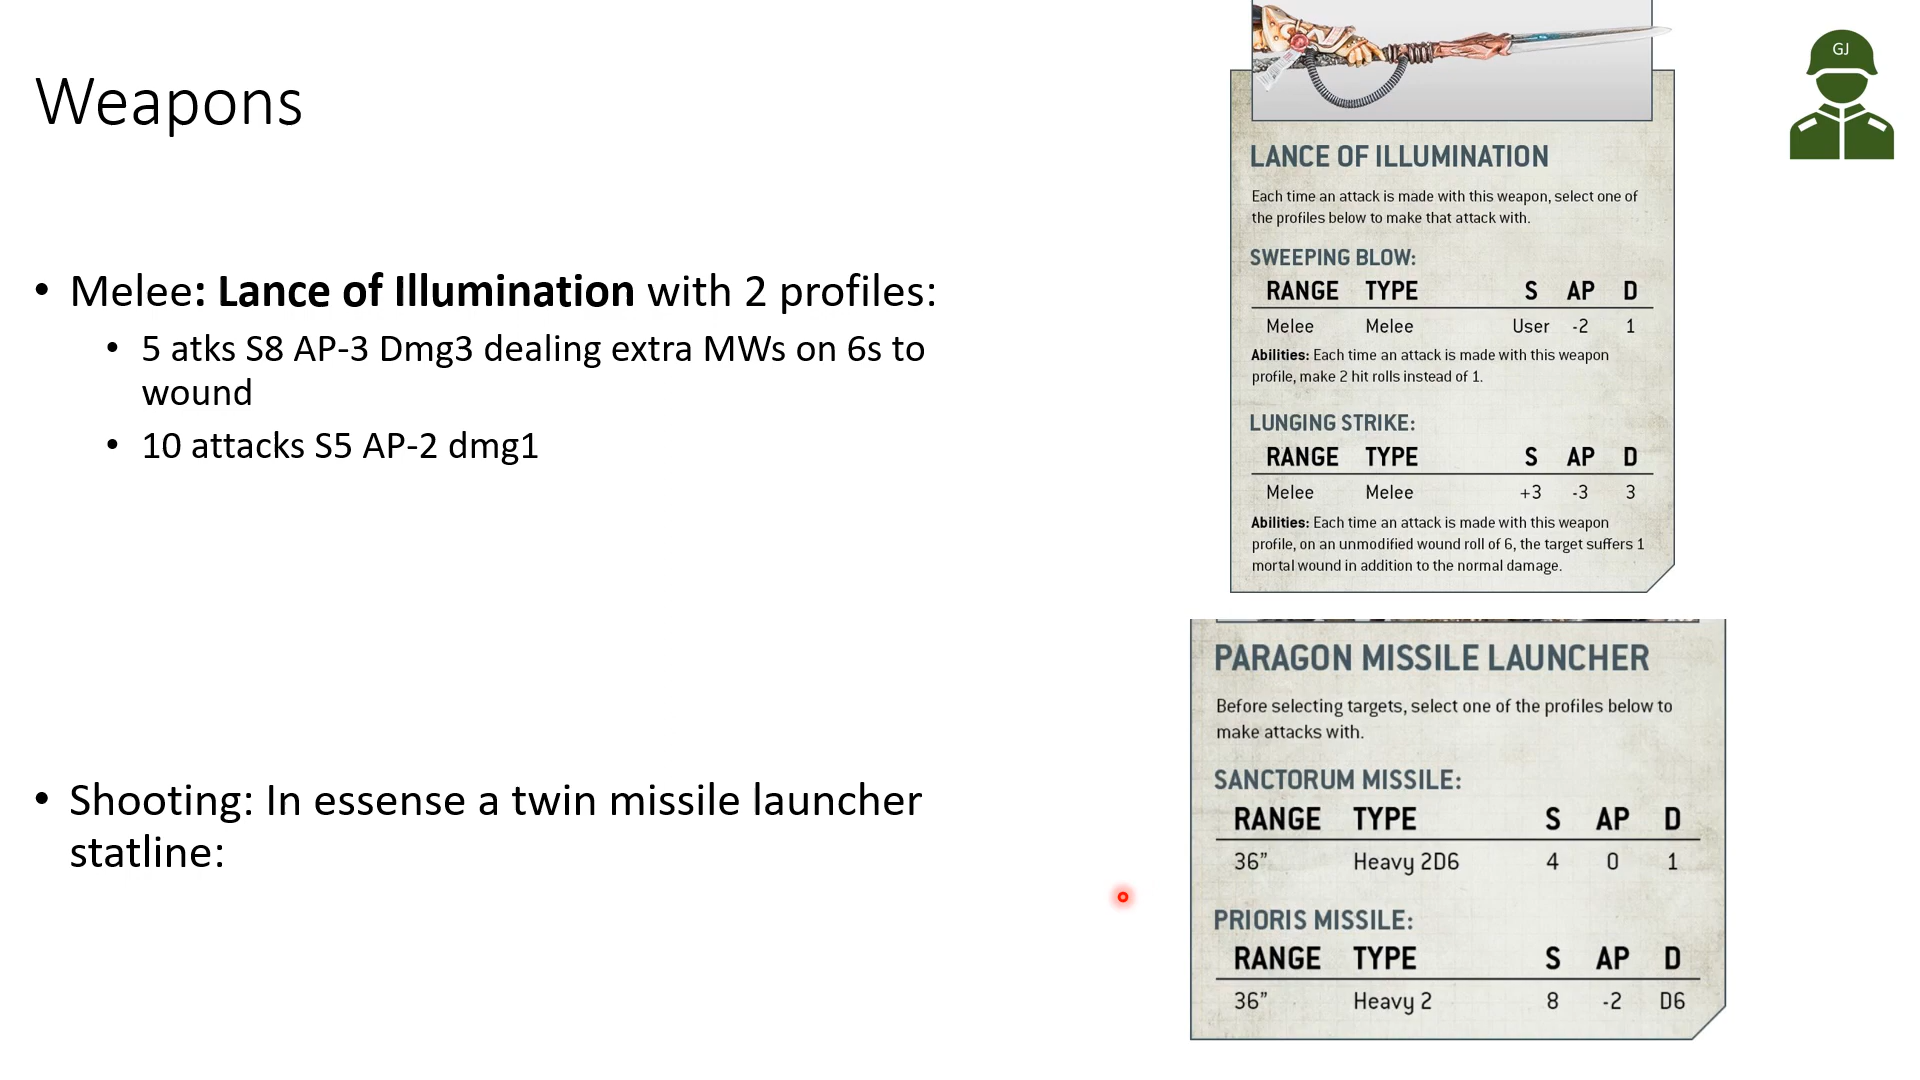 Weapons
• Melee: Lance of Illumination with 2 profiles:
• 5 atks S8 AP-3 Dmg3 dealing extra MWs on 6s to
wound
• 10 attacks S5 AP-2 dmg1
• Shooting: In essense a twin missile launcher
statline:
GJ
LANCE OF ILLUMINATION
Each time an attack is made with this weapon, select one of
the profiles below to make that attack with.
SWEEPING BLOW:
RANGE TYPE S AP D
Melee Melee User -2 1
Abilities: Each time an attack is made with this weapon
profile, make 2 hit rolls instead of 1.
LUNGING STRIKE:
RANGE TYPE S AP D
Melee Melee +3 -3 3
Abilities: Each time an attack is made with this weapon
profile, on an unmodified wound roll of 6, the target suffers 1
mortal wound in addition to the normal damage.
PARAGON MISSILE LAUNCHER
Before selecting targets, select one of the profiles below to
make attacks with.
SANCTORUM MISSILE:
RANGE TYPE S AP D
36” Heavy 2D6 4 0 1
PRIORIS MISSILE:
RANGE TYPE S AP D
36” Heavy 2 8 -2 D6